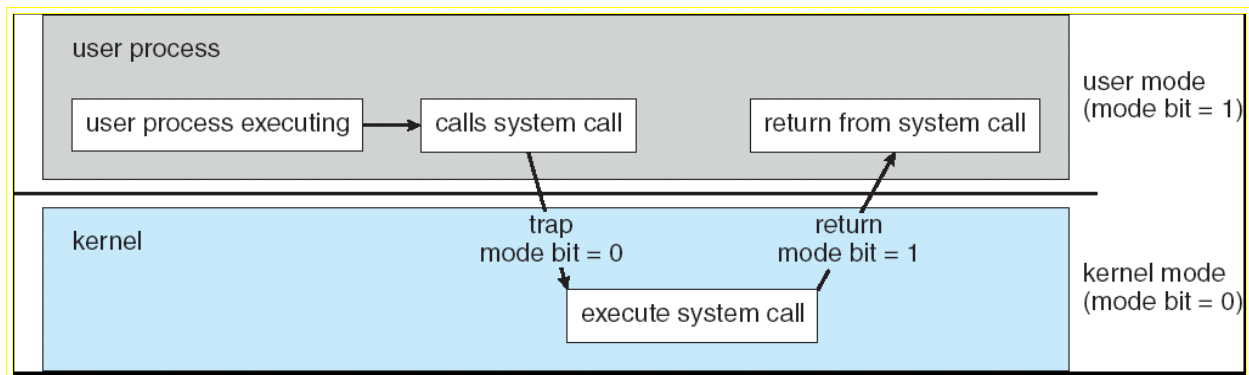 user process
user process executing
calls system call
return from system call
user mode
(mode bit = 1)
kernel
trap
mode bit = 0
return
mode bit = 1
execute system call
kernel mode
(mode bit = 0)